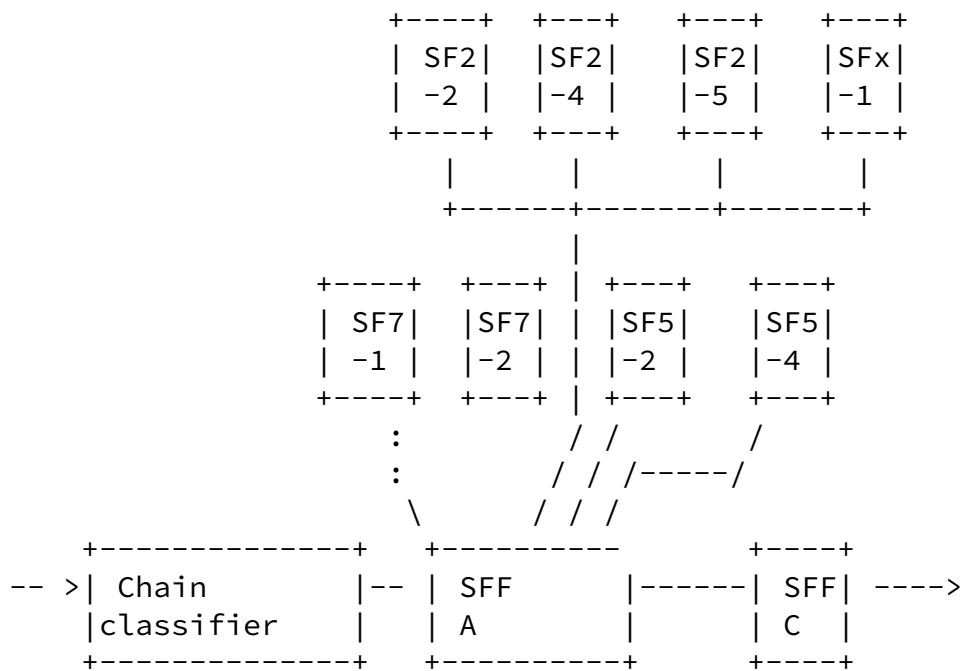 SF2 SF2 SF2 SFx
-2 -4 -5 -1
SF7 SF7 SF5 SF5
-1 -2 -2 -4
-- > Chain -- SFF ------ SFF ---->
classifier A C